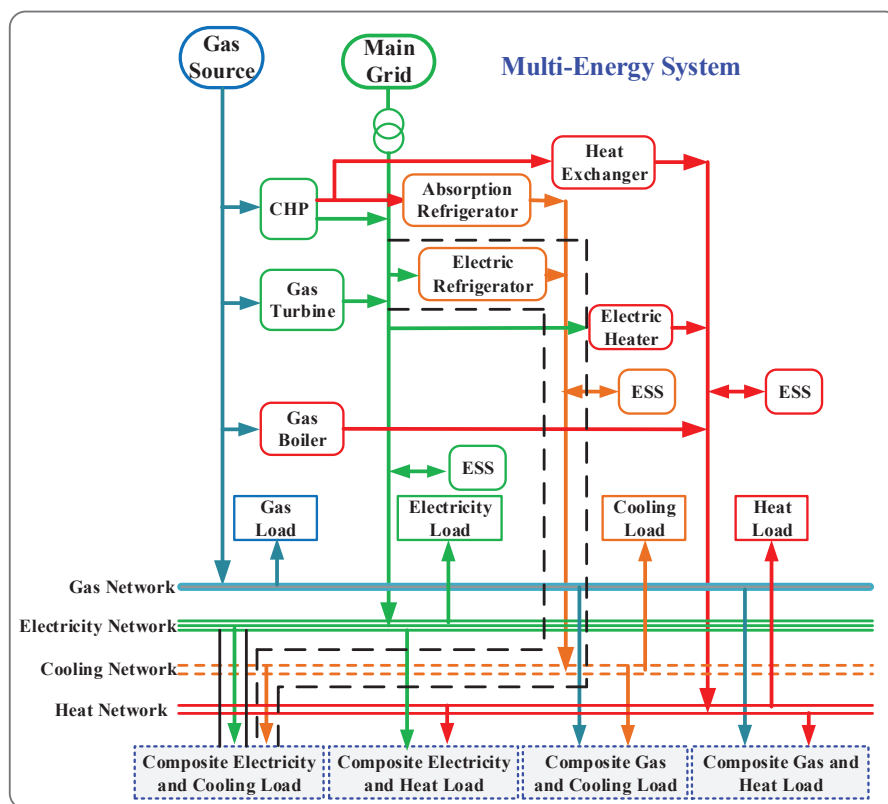 Gas
Source
Main
Grid
Multi-Energy System
Heat
Exchanger
CHP
Absorption
Refrigerator
Electric
Refrigerator
Gas
Turbine
Electric
Heater
ESS
ESS
Gas
Boiler
ESS
Gas
Load
Electricity
Load
Cooling
Load
Heat
Load
Gas Network
Electricity Network
Cooling Network
Heat Network
Composite Electricity
and Cooling Load
Composite Electricity
and Heat Load
Composite Gas
and Cooling Load
Composite Gas and
Heat Load